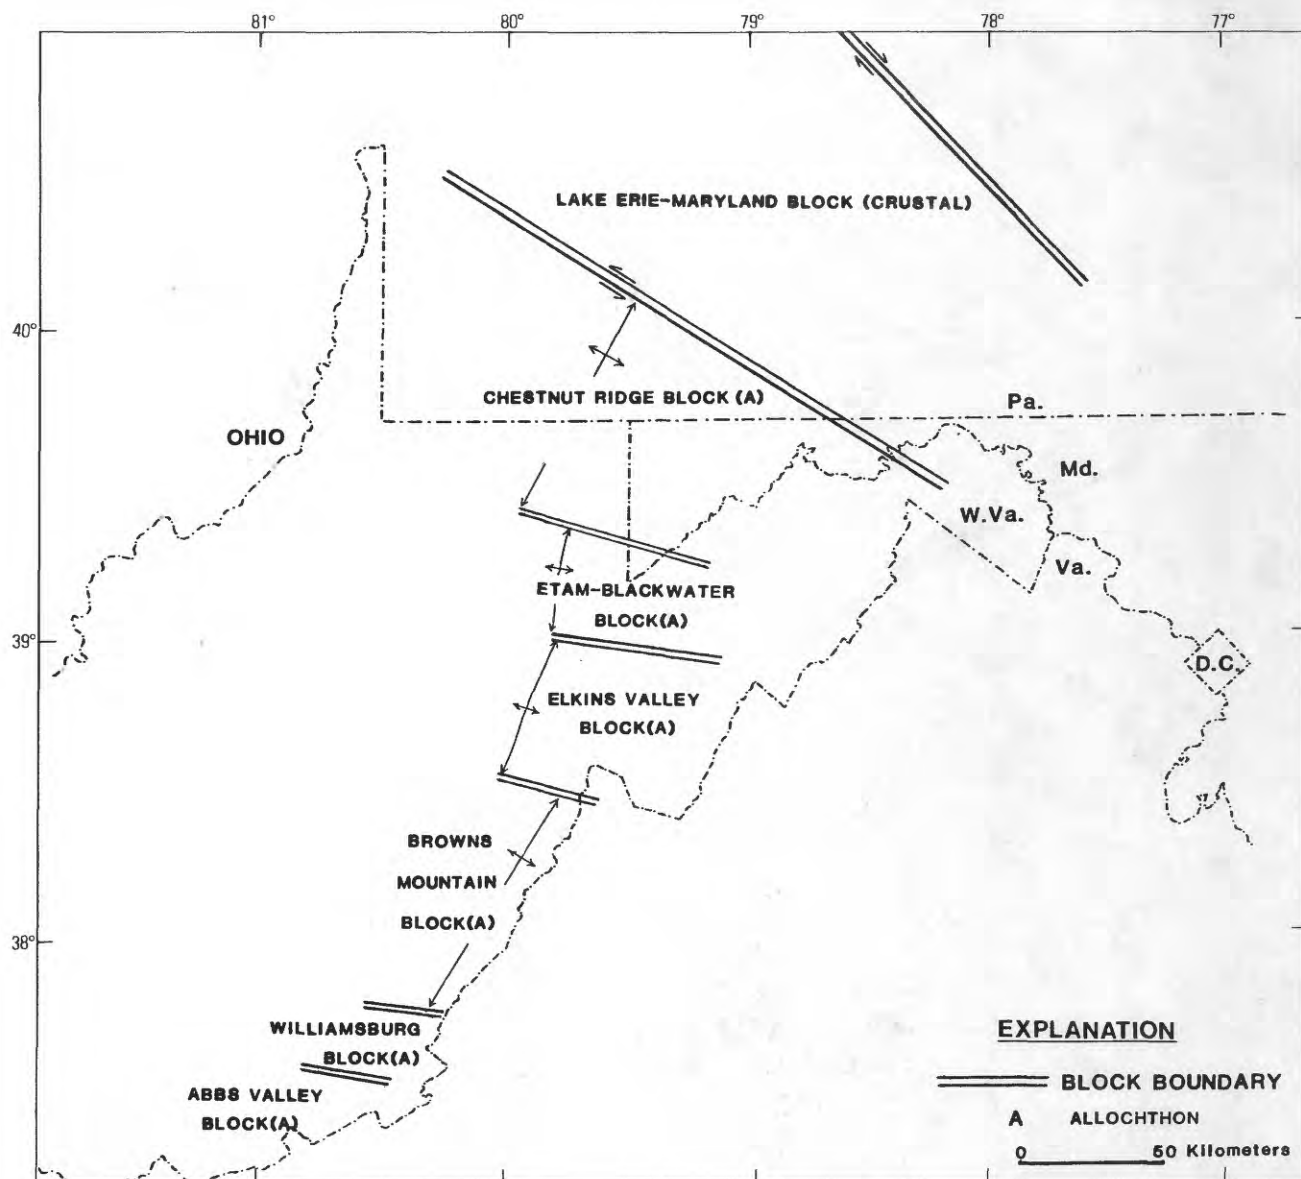 81° 80° 79° 78° 77°
LAKE ERIE-MARYLAND BLOCK (CRUSTAL)
40°
CHESTNUT RIDGE BLOCK (A)
Pa.
OHIO
Md.
W.Va.
Va.
ETAM-BLACKWATER
BLOCK(A)
39°
D.C.
ELKINS VALLEY
BLOCK(A)
BROWNS
MOUNTAIN
BLOCK(A)
38°
WILLIAMSBURG
BLOCK(A)
ABBS VALLEY
BLOCK(A)
EXPLANATION
BLOCK BOUNDARY
A ALLOCHTHON
0 50 Kilometers